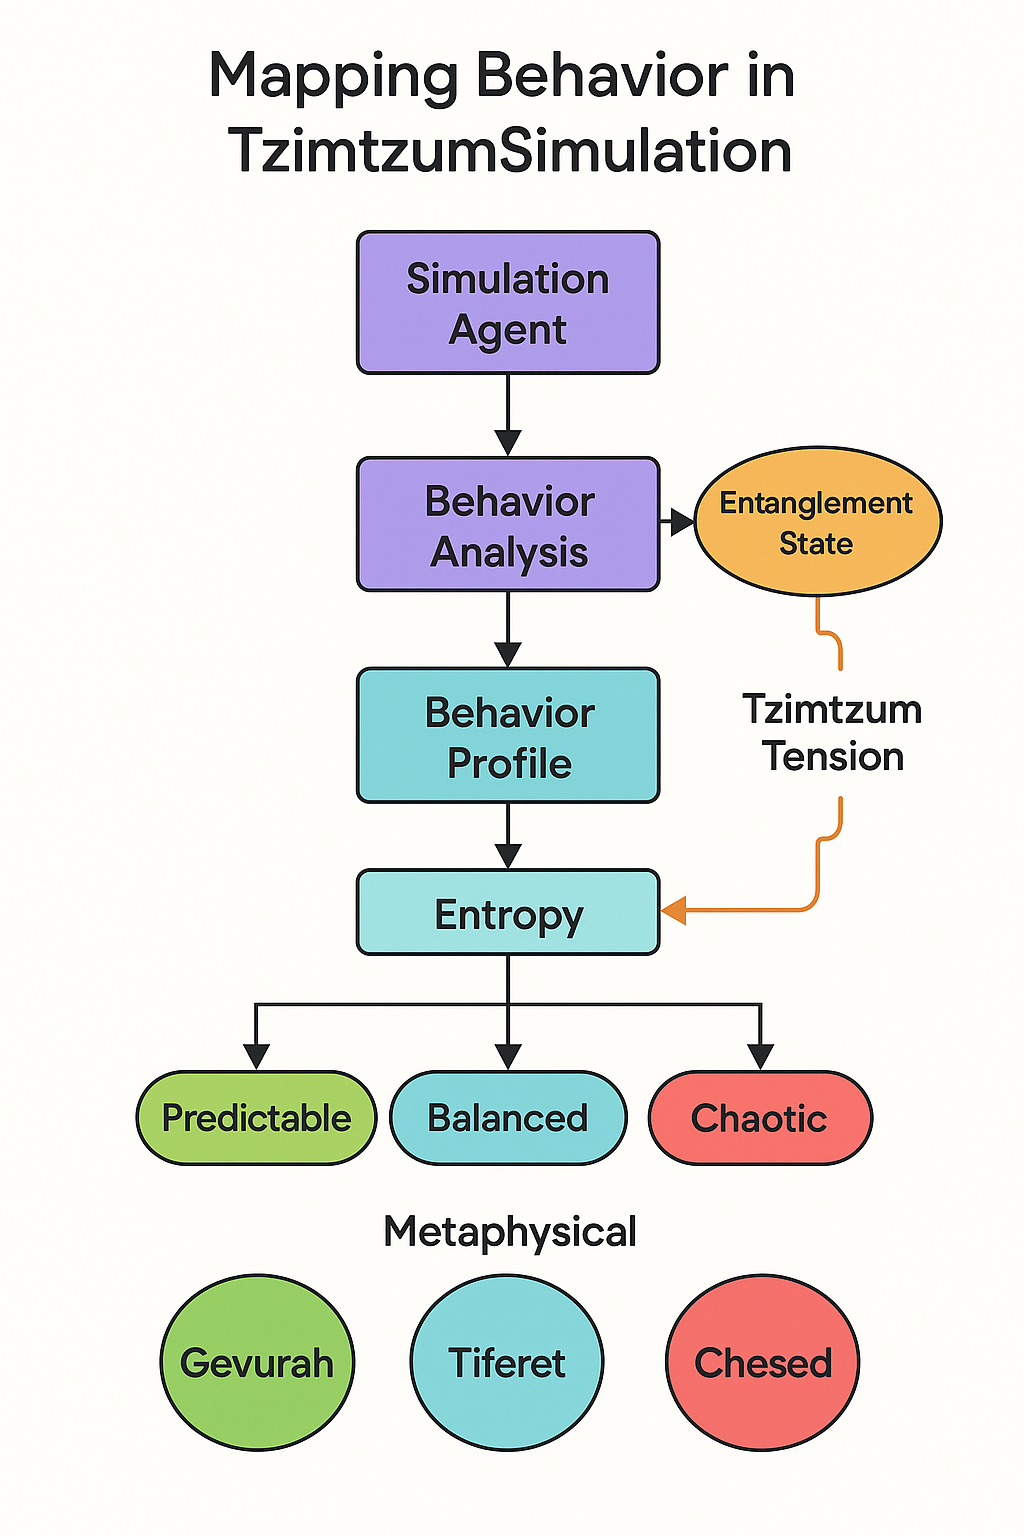 Mapping Behavior in
TzimtzumSimulation
Simulation
Agent
Behavior
Analysis
Entanglement
State
Behavior
Profile
Tzimtzum
Tension
Entropy
Predictable
Balanced
Chaotic
Metaphysical
Gevurah
Tiferet
Chesed